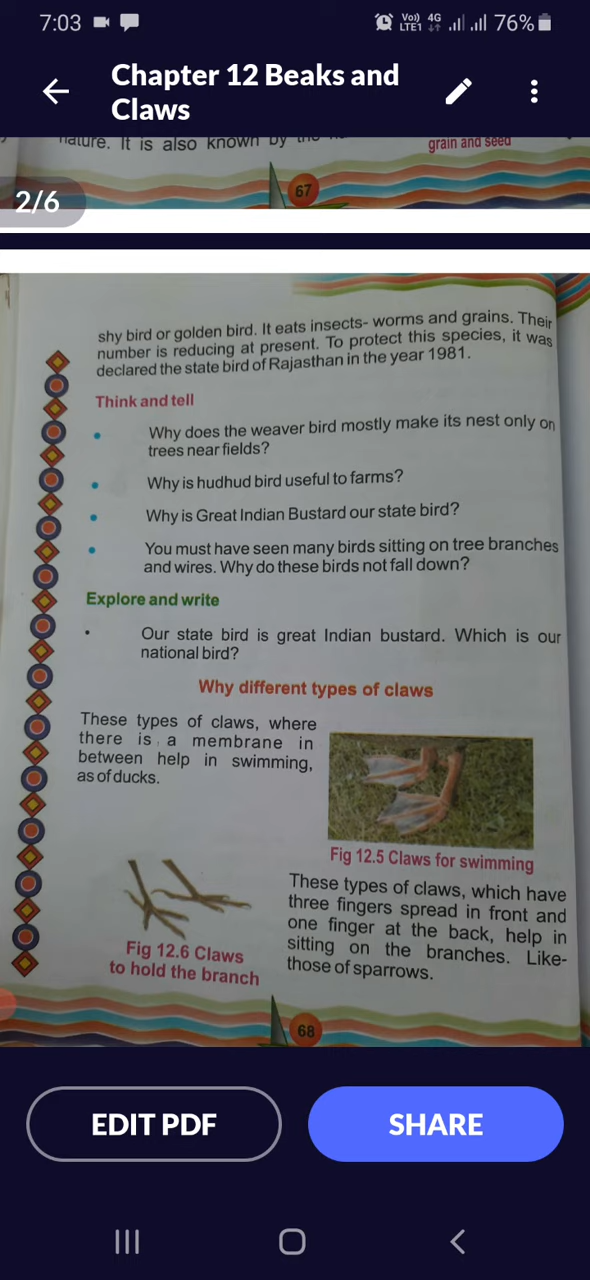 7:03
Vo)) 4G
LTE1
76%
Chapter 12 Beaks and
Claws
nature. It is also known by the
grain and seed
67
2/6
shy bird or golden bird. It eats insects- worms and grains. Their
number is reducing at present. To protect this species, it was
declared the state bird of Rajasthan in the year 1981.
Think and tell
• Why does the weaver bird mostly make its nest only on
trees near fields?
• Why is hudhud bird useful to farms?
• Why is Great Indian Bustard our state bird?
• You must have seen many birds sitting on tree branches
and wires. Why do these birds not fall down?
Explore and write
• Our state bird is great Indian bustard. Which is our
national bird?
Why different types of claws
These types of claws, where
there is a membrane in
between help in swimming,
as of ducks.
Fig 12.5 Claws for swimming
These types of claws, which have
three fingers spread in front and
one finger at the back, help in
sitting on the branches. Like-
those of sparrows.
Fig 12.6 Claws
to hold the branch
68
EDIT PDF
SHARE